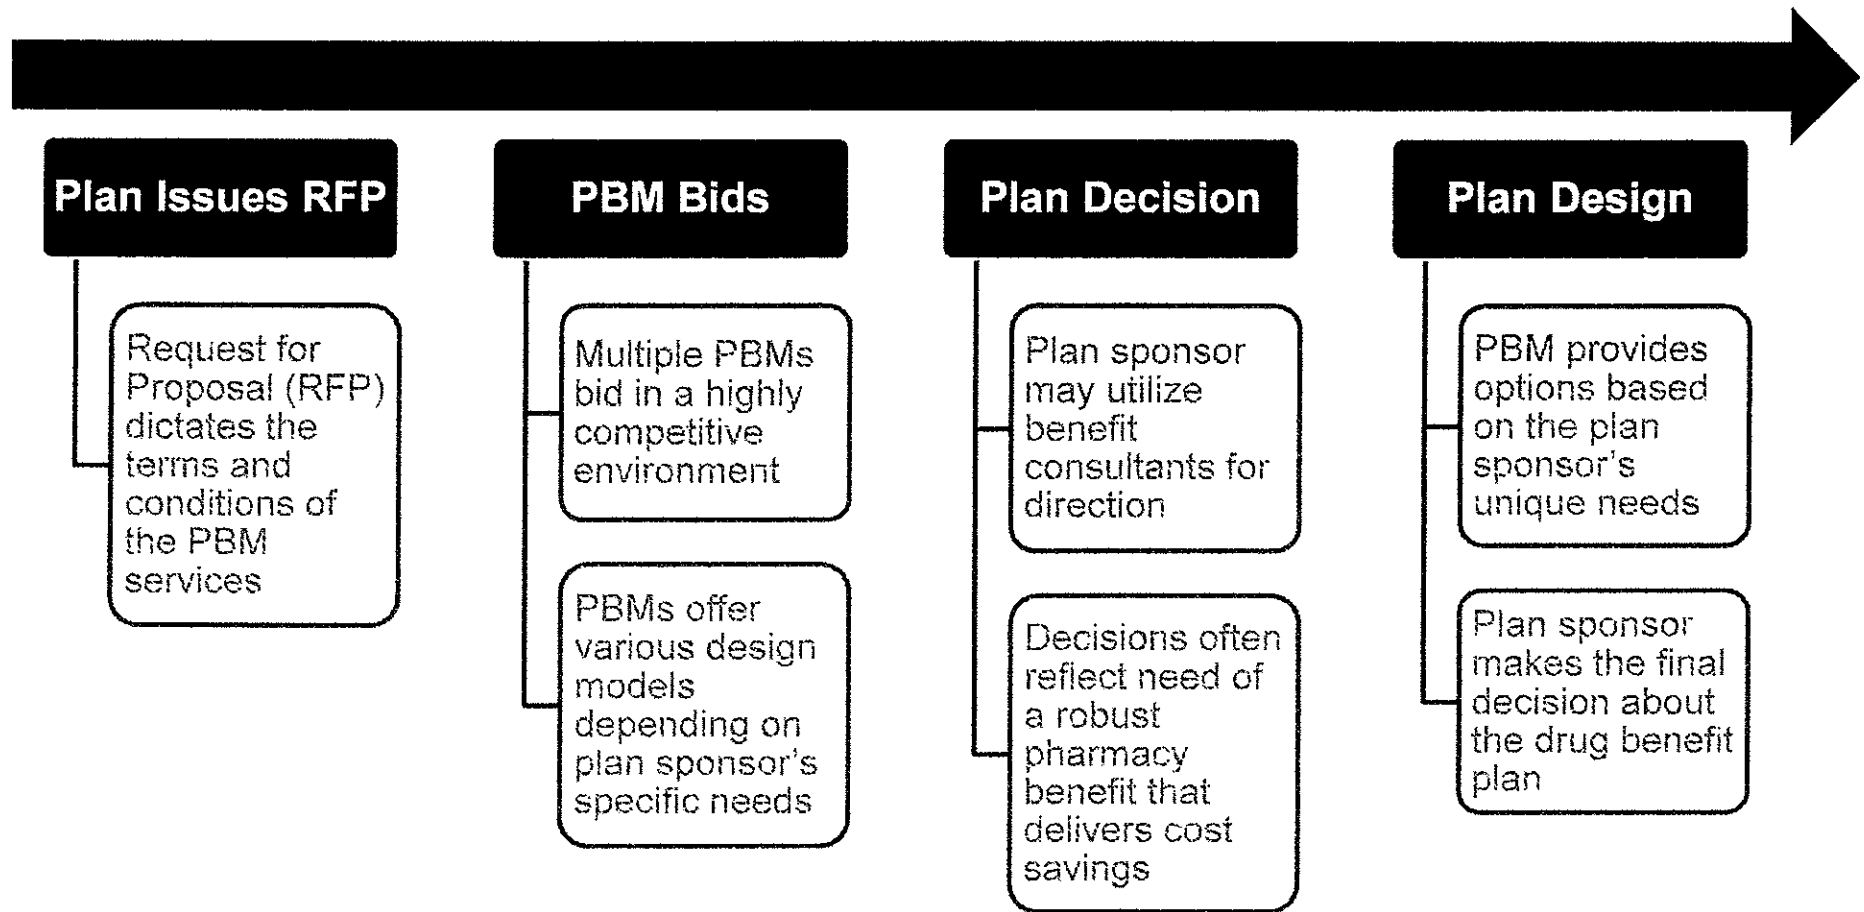 Plan Issues RFP
Request for
Proposal (RFP)
dictates the
terms and
conditions of
the PBM
services
PBM Bids
Multiple PBMs
bid in a highly
competitive
environment
PBMs offer
various design
models
depending on
plan sponsor's
specific needs
Plan Decision
Plan sponsor
may utilize
benefit
consultants for
direction
Decisions often
reflect need of
a robust
pharmacy
benefit that
delivers cost
savings
Plan Design
PBM provides
options based
on the plan
sponsor's
unique needs
Plan sponsor
makes the final
decision about
the drug benefit
plan